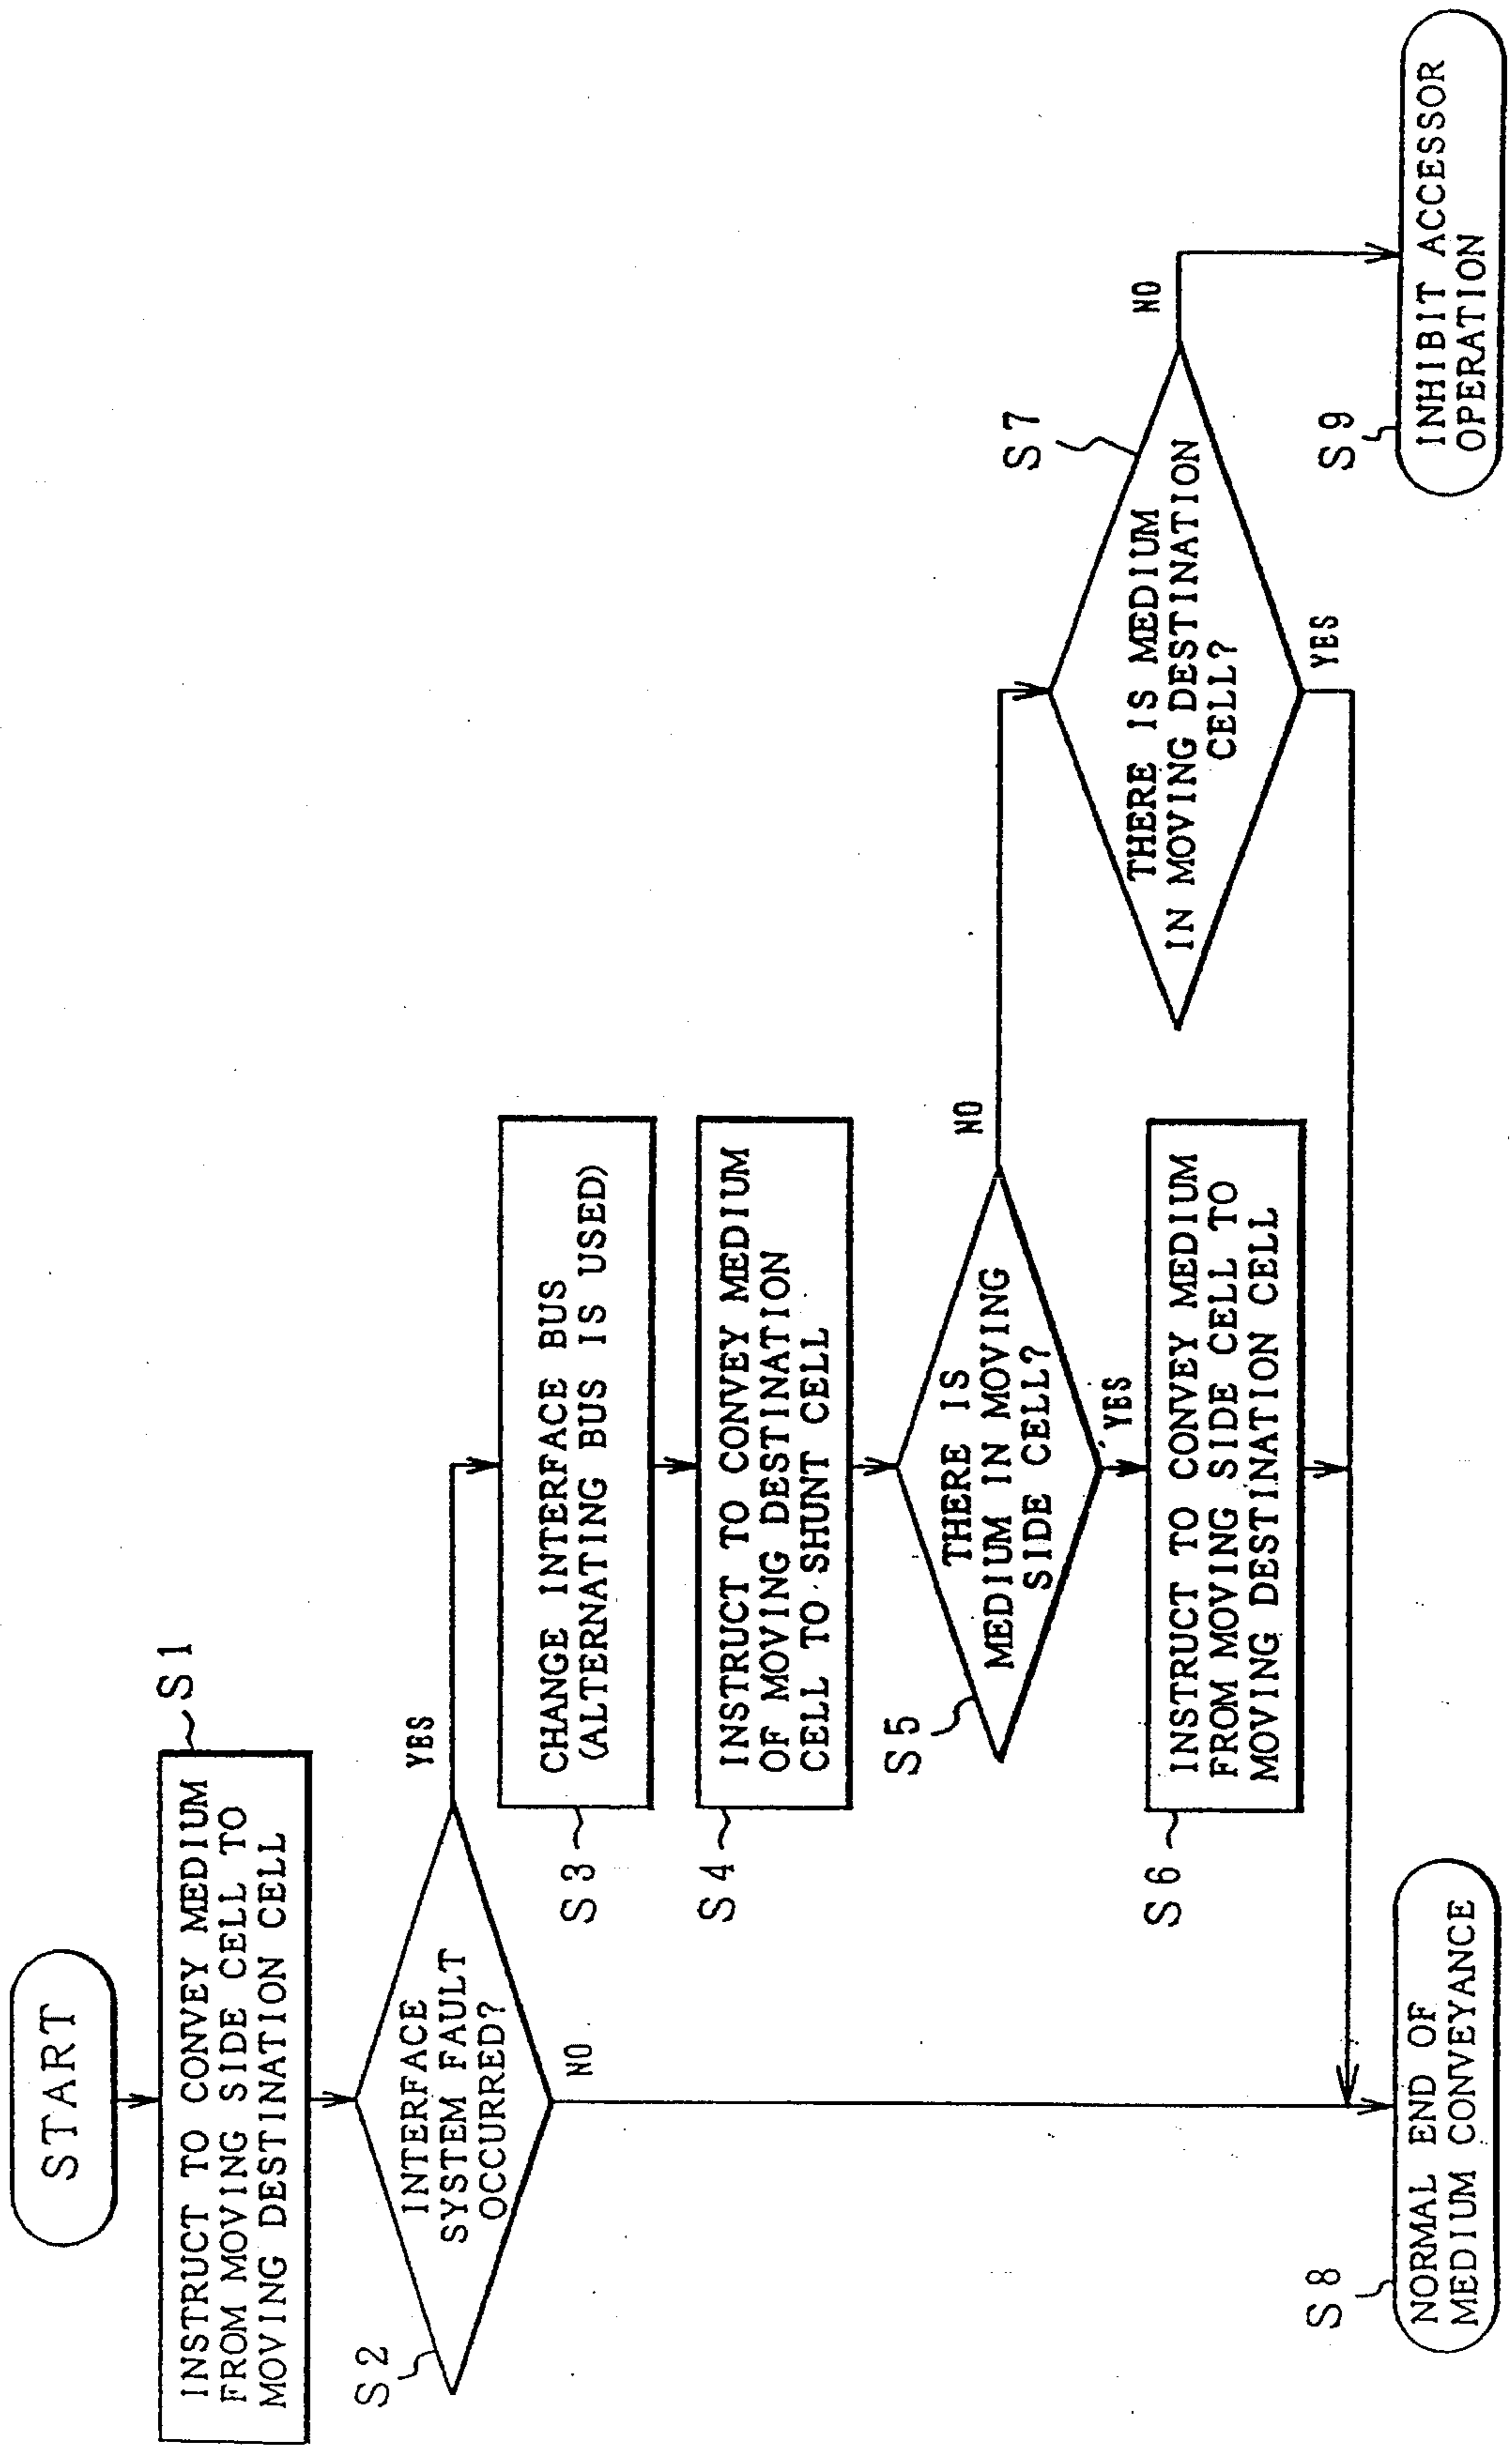 START
INSTRUCT TO CONVEY MEDIUM
FROM MOVING SIDE CELL TO
MOVING DESTINATION CELL
S1
INTERFACE
SYSTEM FAULT
OCCURRED?
S2
YES
NO
CHANGE INTERFACE BUS
(ALTERNATING BUS IS USED)
S3
INSTRUCT TO CONVEY MEDIUM
OF MOVING DESTINATION
CELL TO SHUNT CELL
S4
THERE IS
MEDIUM IN MOVING
SIDE CELL?
S5
NO
YES
INSTRUCT TO CONVEY MEDIUM
FROM MOVING SIDE CELL TO
MOVING DESTINATION CELL
S6
THERE IS MEDIUM
IN MOVING DESTINATION
CELL?
S7
NO
YES
NORMAL END OF
MEDIUM CONVEYANCE
S8
INHIBIT ACCESSOR
OPERATION
S9